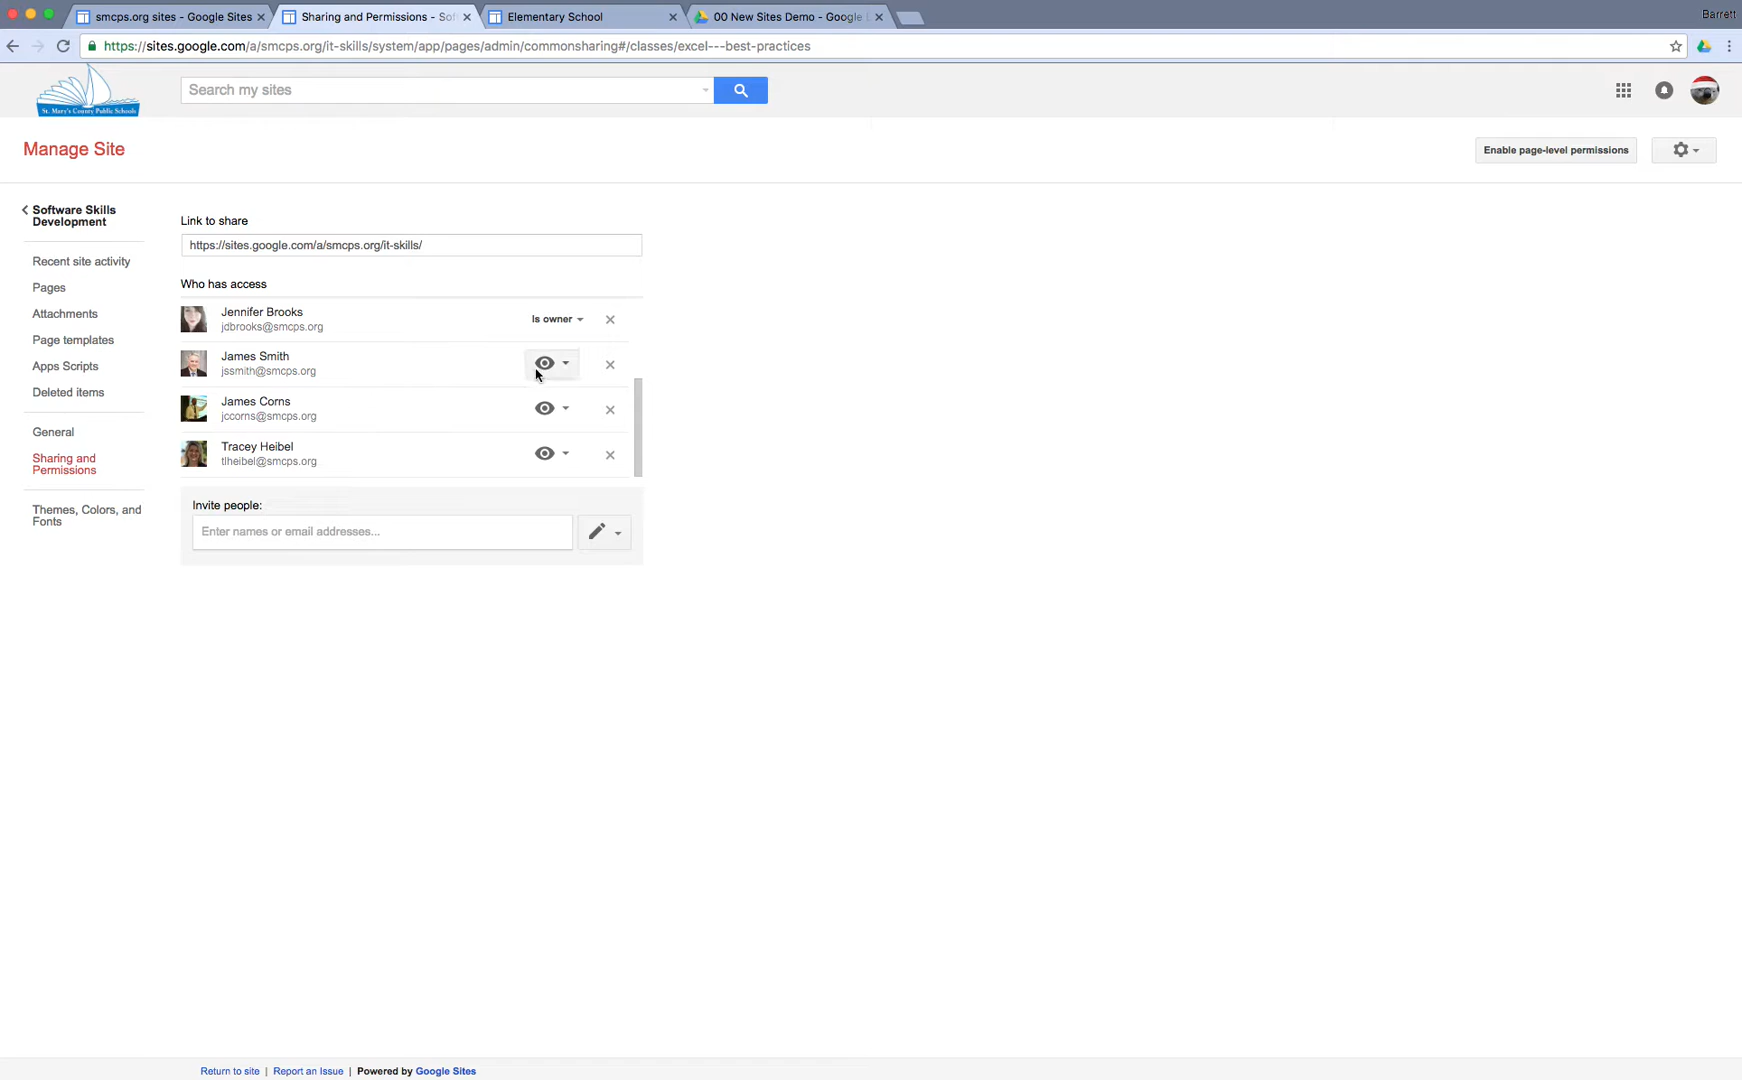 smcps.org sites - Google Sites
Sharing and Permissions - Sof
Elementary School
00 New Sites Demo - Google
Barrett
https://sites.google.com/a/smcps.org/it-skills/system/app/pages/admin/commonsharing#/classes/excel---best-practices
St. Mary's County Public Schools
Search my sites
Manage Site
Enable page-level permissions
Software Skills
Development
Recent site activity
Pages
Attachments
Page templates
Apps Scripts
Deleted items
General
Sharing and
Permissions
Themes, Colors, and
Fonts
Link to share
https://sites.google.com/a/smcps.org/it-skills/
Who has access
Jennifer Brooks
jdbrooks@smcps.org
Is owner
James Smith
jssmith@smcps.org
James Corns
jccorns@smcps.org
Tracey Heibel
tlheibel@smcps.org
Invite people:
Enter names or email addresses...
Return to site | Report an Issue | Powered by Google Sites